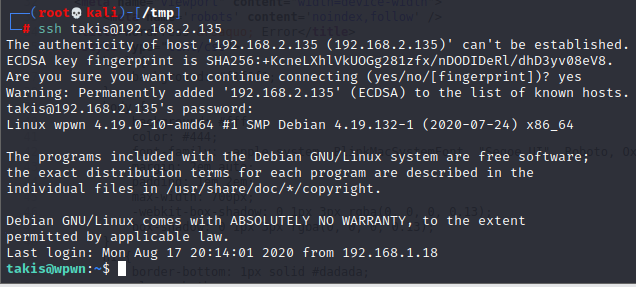 ┌──(root💀kali)-[/tmp]
└─# ssh takis@192.168.2.135
The authenticity of host '192.168.2.135 (192.168.2.135)' can't be established.
ECDSA key fingerprint is SHA256:+KcneLXhlVkUOGg281zfx/nDODIDeRl/dhD3yv08eV8.
Are you sure you want to continue connecting (yes/no/[fingerprint])? yes
Warning: Permanently added '192.168.2.135' (ECDSA) to the list of known hosts.
takis@192.168.2.135's password:
Linux wpwn 4.19.0-10-amd64 #1 SMP Debian 4.19.132-1 (2020-07-24) x86_64
The programs included with the Debian GNU/Linux system are free software;
the exact distribution terms for each program are described in the
individual files in /usr/share/doc/*/copyright.
Debian GNU/Linux comes with ABSOLUTELY NO WARRANTY, to the extent
permitted by applicable law.
Last login: Mon Aug 17 20:14:01 2020 from 192.168.1.18
takis@wpwn:~$
border-bottom: 1px solid #dadada;